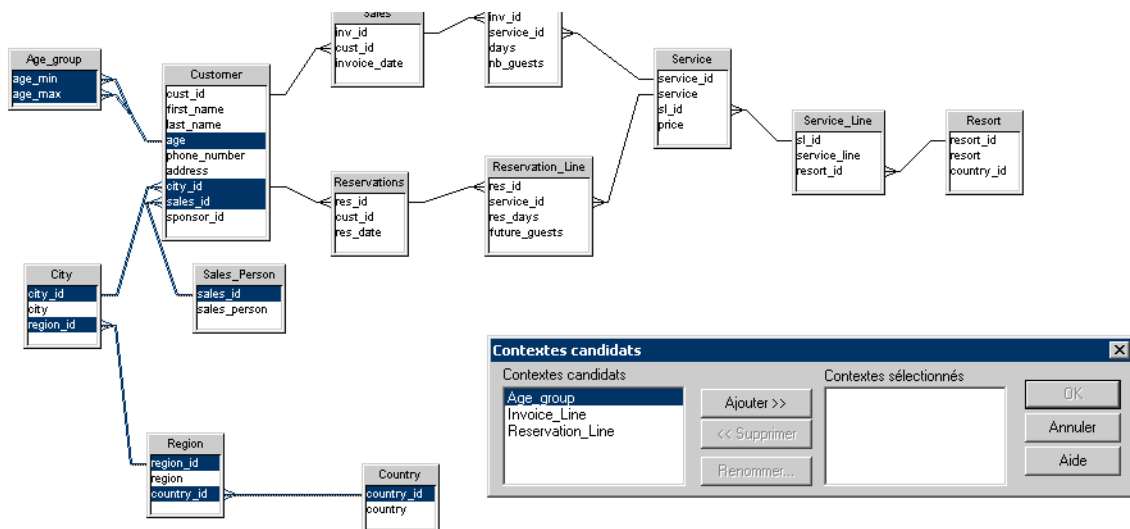 Sales
inv_id
cust_id
invoice_date
inv_id
service_id
days
nb_guests
Age_group
age_min
age_max
Customer
cust_id
first_name
last_name
age
phone_number
address
city_id
sales_id
sponsor_id
Service
service_id
service
sl_id
price
Service_Line
sl_id
service_line
resort_id
Resort
resort_id
resort
country_id
Reservations
res_id
cust_id
res_date
Reservation_Line
res_id
service_id
res_days
future_guests
City
city_id
city
region_id
Sales_Person
sales_id
sales_person
Region
region_id
region
country_id
Country
country_id
country
Contextes candidats
Contextes candidats
Age_group
Invoice_Line
Reservation_Line
Ajouter >>
<< Supprimer
Renommer...
Contextes sélectionnés
OK
Annuler
Aide